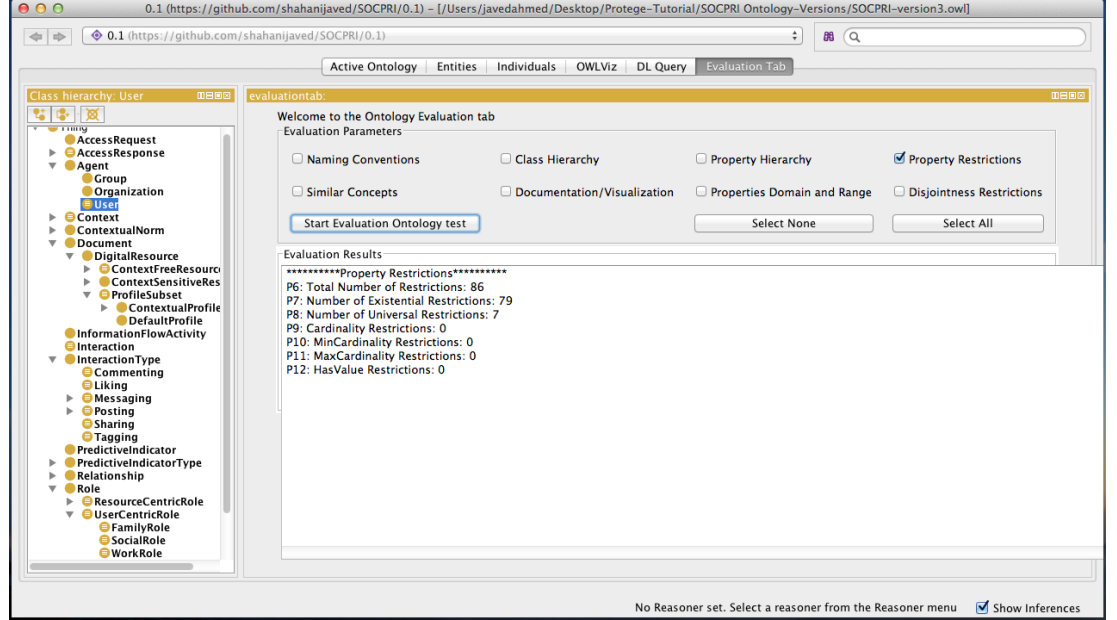 0.1 (https://github.com/shahanijaved/SOCPRI/0.1) – [/Users/javedahmed/Desktop/Protege-Tutorial/SOCPRI Ontology-Versions/SOCPRI-version3.owl]
0.1 (https://github.com/shahanijaved/SOCPRI/0.1)
Active Ontology Entities Individuals OWLViz DL Query Evaluation Tab
Class hierarchy: User
Thing
AccessRequest
AccessResponse
Agent
Group
Organization
User
Context
ContextualNorm
Document
DigitalResource
ContextFreeResourc
ContextSensitiveRes
ProfileSubset
ContextualProfile
DefaultProfile
InformationFlowActivity
Interaction
InteractionType
Commenting
Liking
Messaging
Posting
Sharing
Tagging
PredictiveIndicator
PredictiveIndicatorType
Relationship
Role
ResourceCentricRole
UserCentricRole
FamilyRole
SocialRole
WorkRole
evaluationtab:
Welcome to the Ontology Evaluation tab
Evaluation Parameters
Naming Conventions Class Hierarchy Property Hierarchy Property Restrictions
Similar Concepts Documentation/Visualization Properties Domain and Range Disjointness Restrictions
Start Evaluation Ontology test Select None Select All
Evaluation Results
**********Property Restrictions**********
P6: Total Number of Restrictions: 86
P7: Number of Existential Restrictions: 79
P8: Number of Universal Restrictions: 7
P9: Cardinality Restrictions: 0
P10: MinCardinality Restrictions: 0
P11: MaxCardinality Restrictions: 0
P12: HasValue Restrictions: 0
No Reasoner set. Select a reasoner from the Reasoner menu Show Inferences